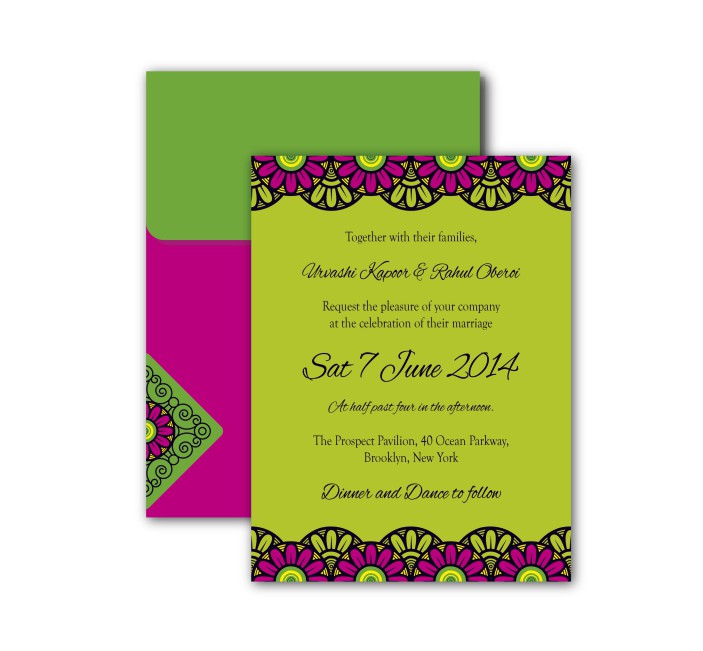 Together with their families,
Urvashi Kapoor & Rahul Oberoi
Request the pleasure of your company
at the celebration of their marriage
Sat 7 June 2014
At half past four in the afternoon.
The Prospect Pavilion, 40 Ocean Parkway,
Brooklyn, New York
Dinner and Dance to follow